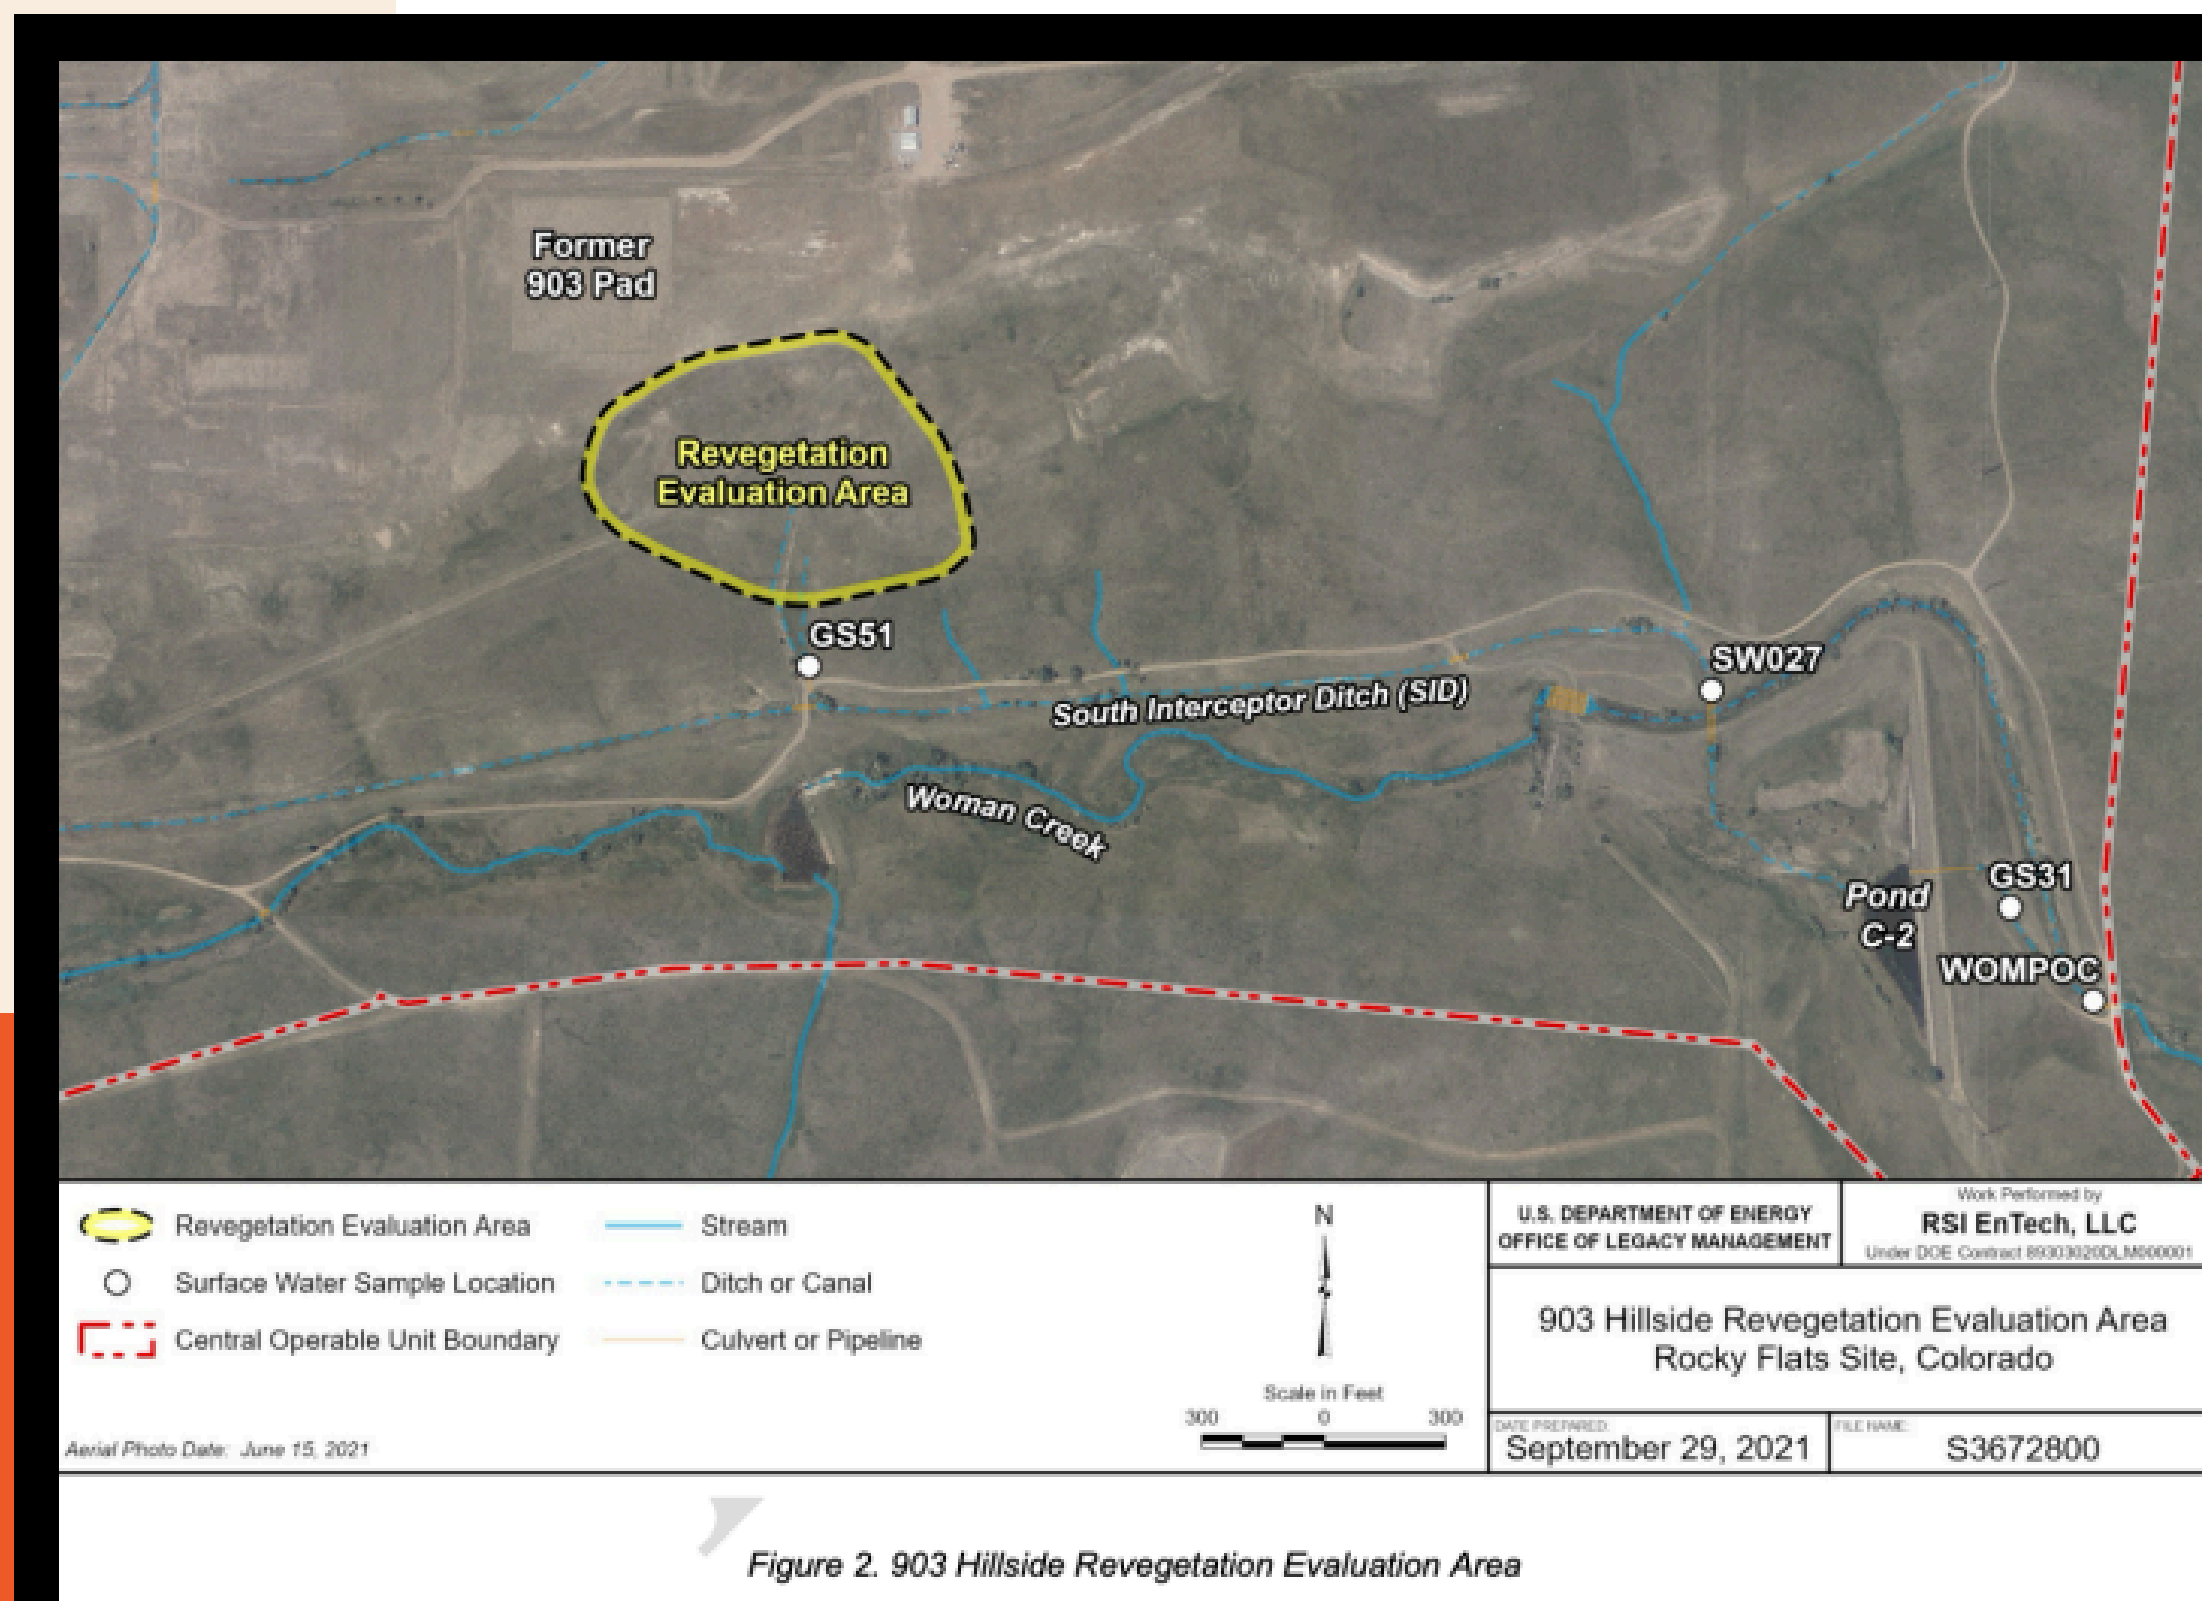 Former
903 Pad
Revegetation
Evaluation Area
GS51
SW027
South Interceptor Ditch (SID)
Woman Creek
Pond
C-2
GS31
WOMPOC
Revegetation Evaluation Area
Surface Water Sample Location
Central Operable Unit Boundary
Stream
Ditch or Canal
Culvert or Pipeline
Aerial Photo Date: June 15, 2021
N
Scale in Feet
300 0 300
U.S. DEPARTMENT OF ENERGY
OFFICE OF LEGACY MANAGEMENT
Work Performed by
RSI EnTech, LLC
Under DOE Contract 89303020DLM000001
903 Hillside Revegetation Evaluation Area
Rocky Flats Site, Colorado
DATE PREPARED:
September 29, 2021
FILE NAME:
S3672800
Figure 2. 903 Hillside Revegetation Evaluation Area